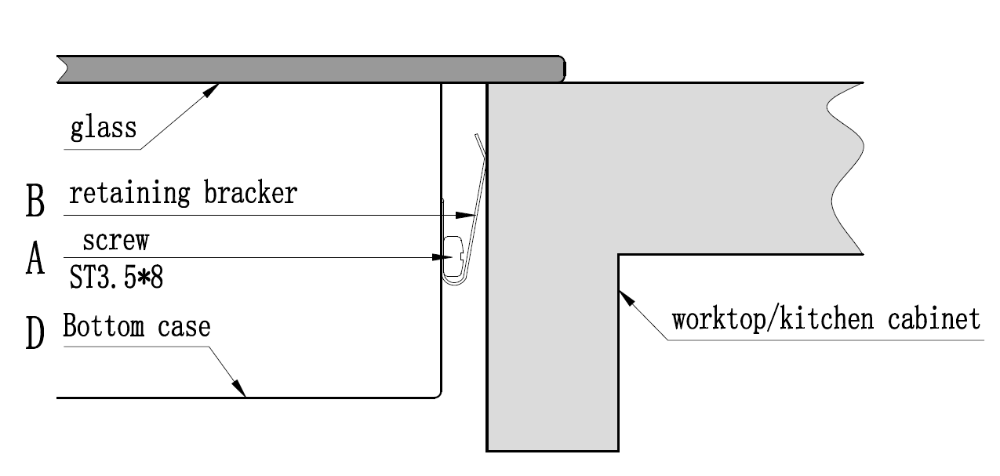 glass
B retaining bracker
A screw
ST3.5*8
D Bottom case
worktop/kitchen cabinet